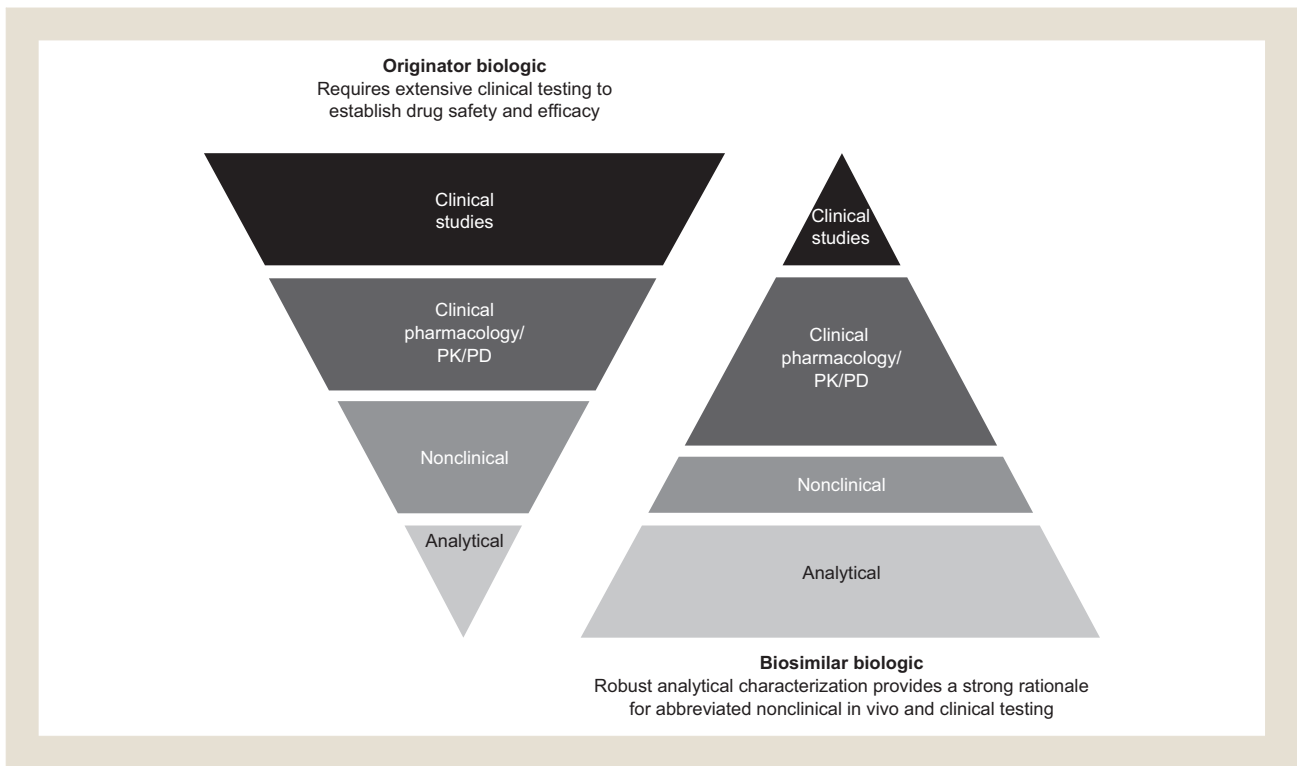 Originator biologic
Requires extensive clinical testing to
establish drug safety and efficacy
Clinical
studies
Clinical
pharmacology/
PK/PD
Nonclinical
Analytical
Clinical
studies
Clinical
pharmacology/
PK/PD
Nonclinical
Analytical
Biosimilar biologic
Robust analytical characterization provides a strong rationale
for abbreviated nonclinical in vivo and clinical testing